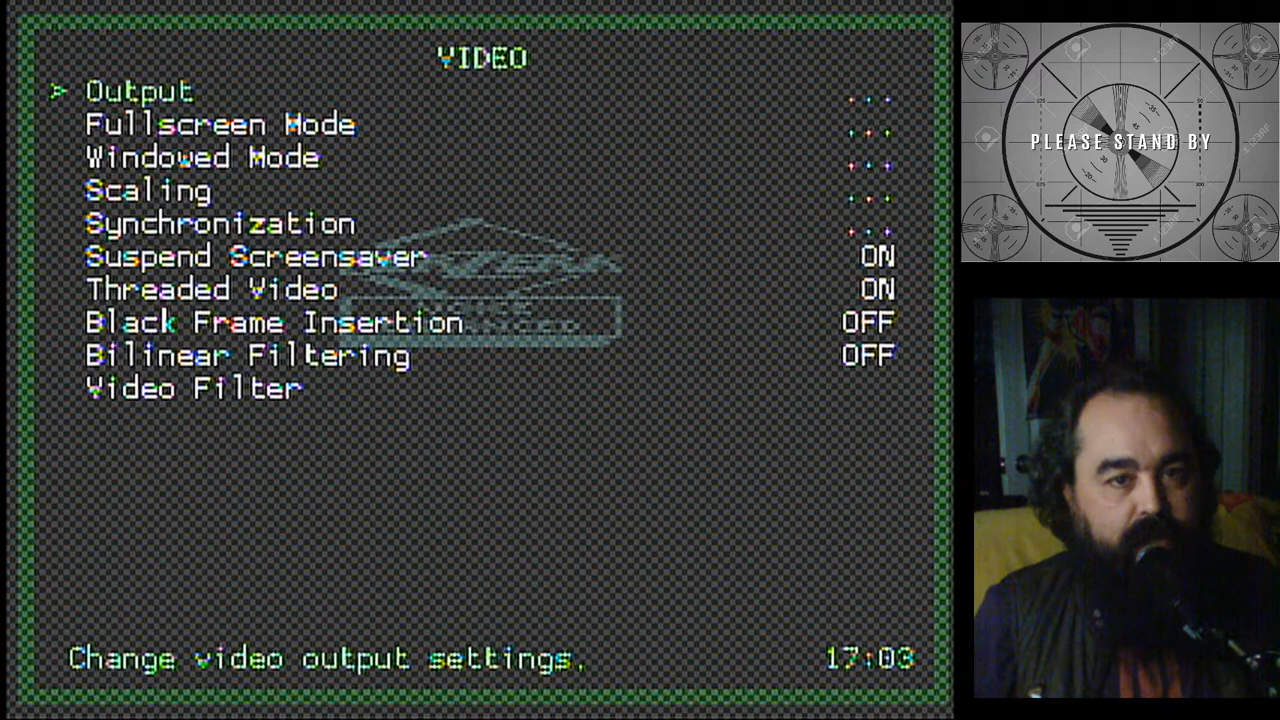 VIDEO
> Output ...
Fullscreen Mode ...
Windowed Mode ...
Scaling ...
Synchronization ...
Suspend Screensaver ON
Threaded Video ON
Black Frame Insertion OFF
Bilinear Filtering OFF
Video Filter
Change video output settings. 17:03
PLEASE STAND BY